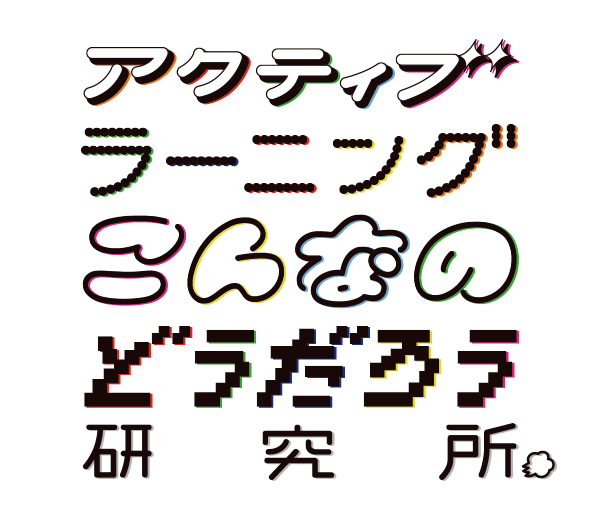 アクティブ
ラーニング
こんなの
どうだろう
研究所